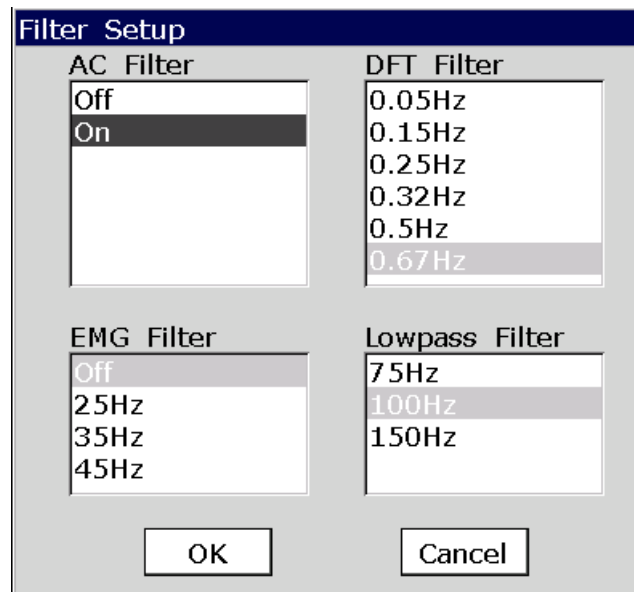 Filter Setup
AC Filter
Off
On
DFT Filter
0.05Hz
0.15Hz
0.25Hz
0.32Hz
0.5Hz
0.67Hz
EMG Filter
Off
25Hz
35Hz
45Hz
Lowpass Filter
75Hz
100Hz
150Hz
OK
Cancel